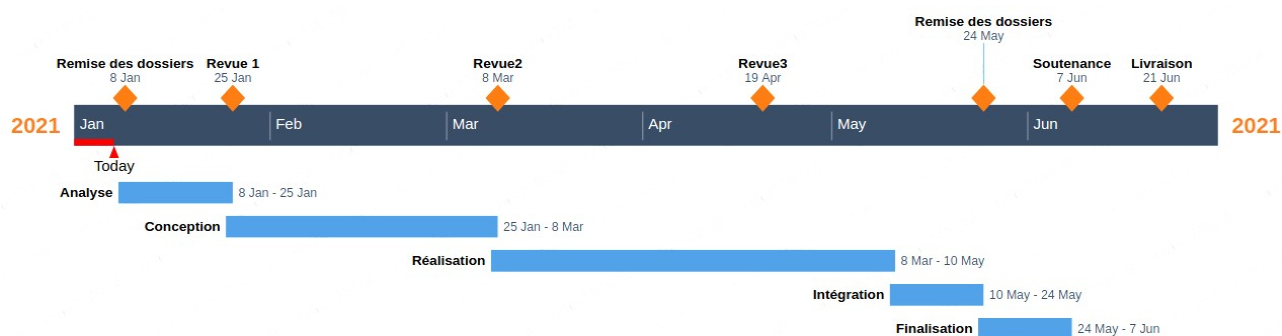 Remise des dossiers
24 May
Remise des dossiers
8 Jan
Revue 1
25 Jan
Revue2
8 Mar
Revue3
19 Apr
Soutenance
7 Jun
Livraison
21 Jun
2021 Jan Feb Mar Apr May Jun 2021
Today
Analyse 8 Jan - 25 Jan
Conception 25 Jan - 8 Mar
Réalisation 8 Mar - 10 May
Intégration 10 May - 24 May
Finalisation 24 May - 7 Jun